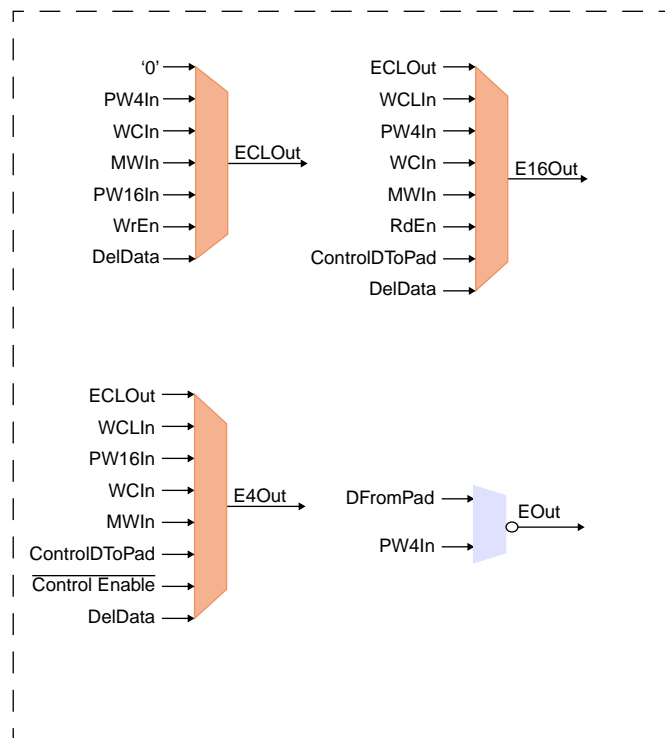 ‘0’
PW4In
WCIn
MWIn
PW16In
WrEn
DelData
ECLOut
ECLOut
WCLIn
PW4In
WCIn
MWIn
RdEn
ControlDToPad
DelData
E16Out
ECLOut
WCLIn
PW16In
WCIn
MWIn
ControlDToPad
Control Enable
DelData
E4Out
DFromPad
PW4In
EOut